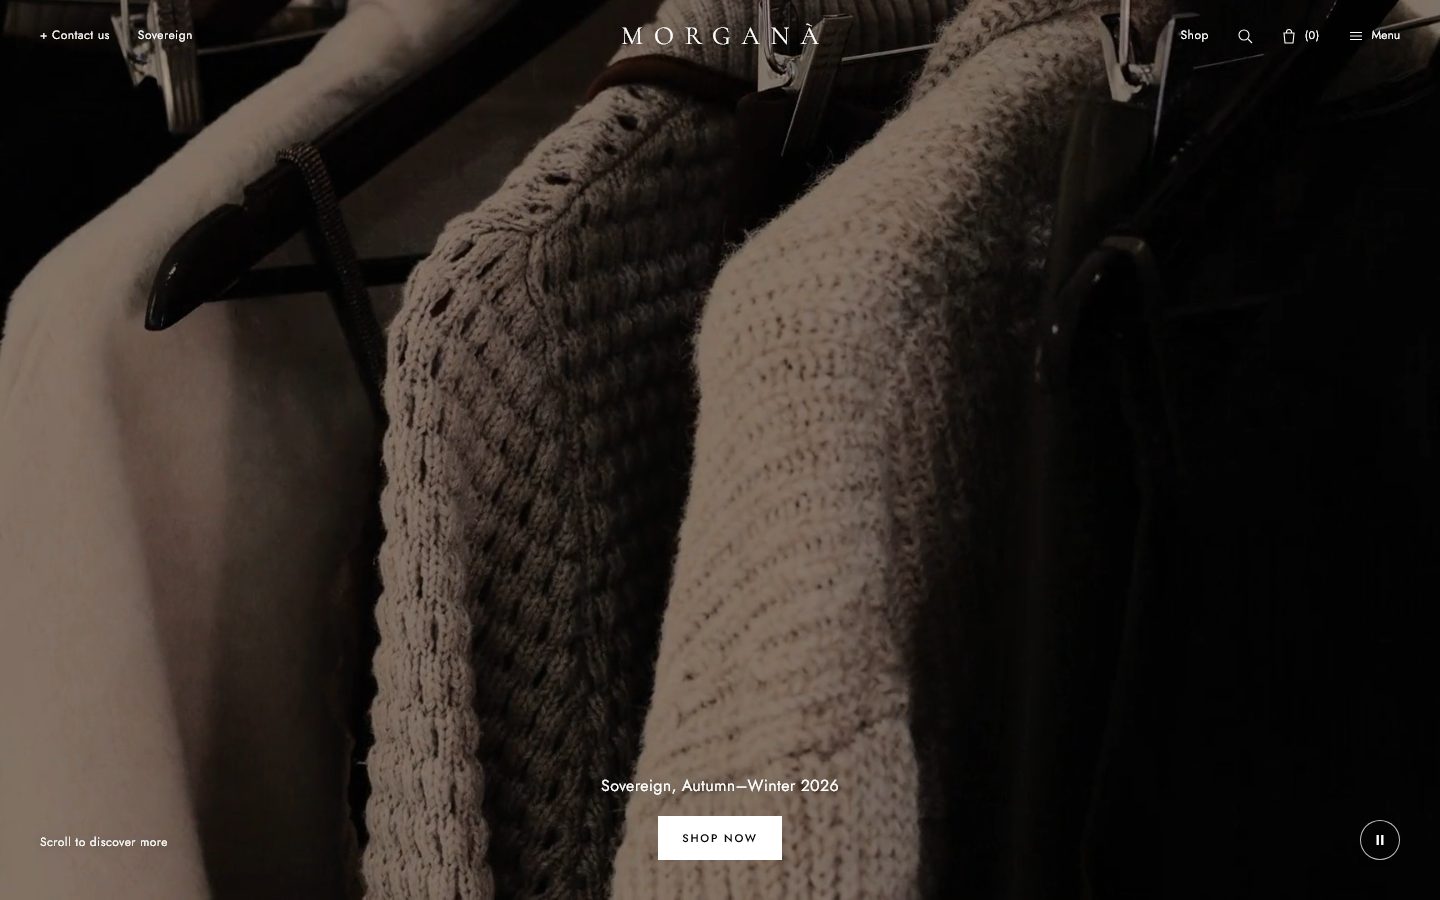 + Contact us
Sovereign
MORGANÀ
Shop
(0)
Menu
Sovereign, Autumn–Winter 2026
SHOP NOW
Scroll to discover more